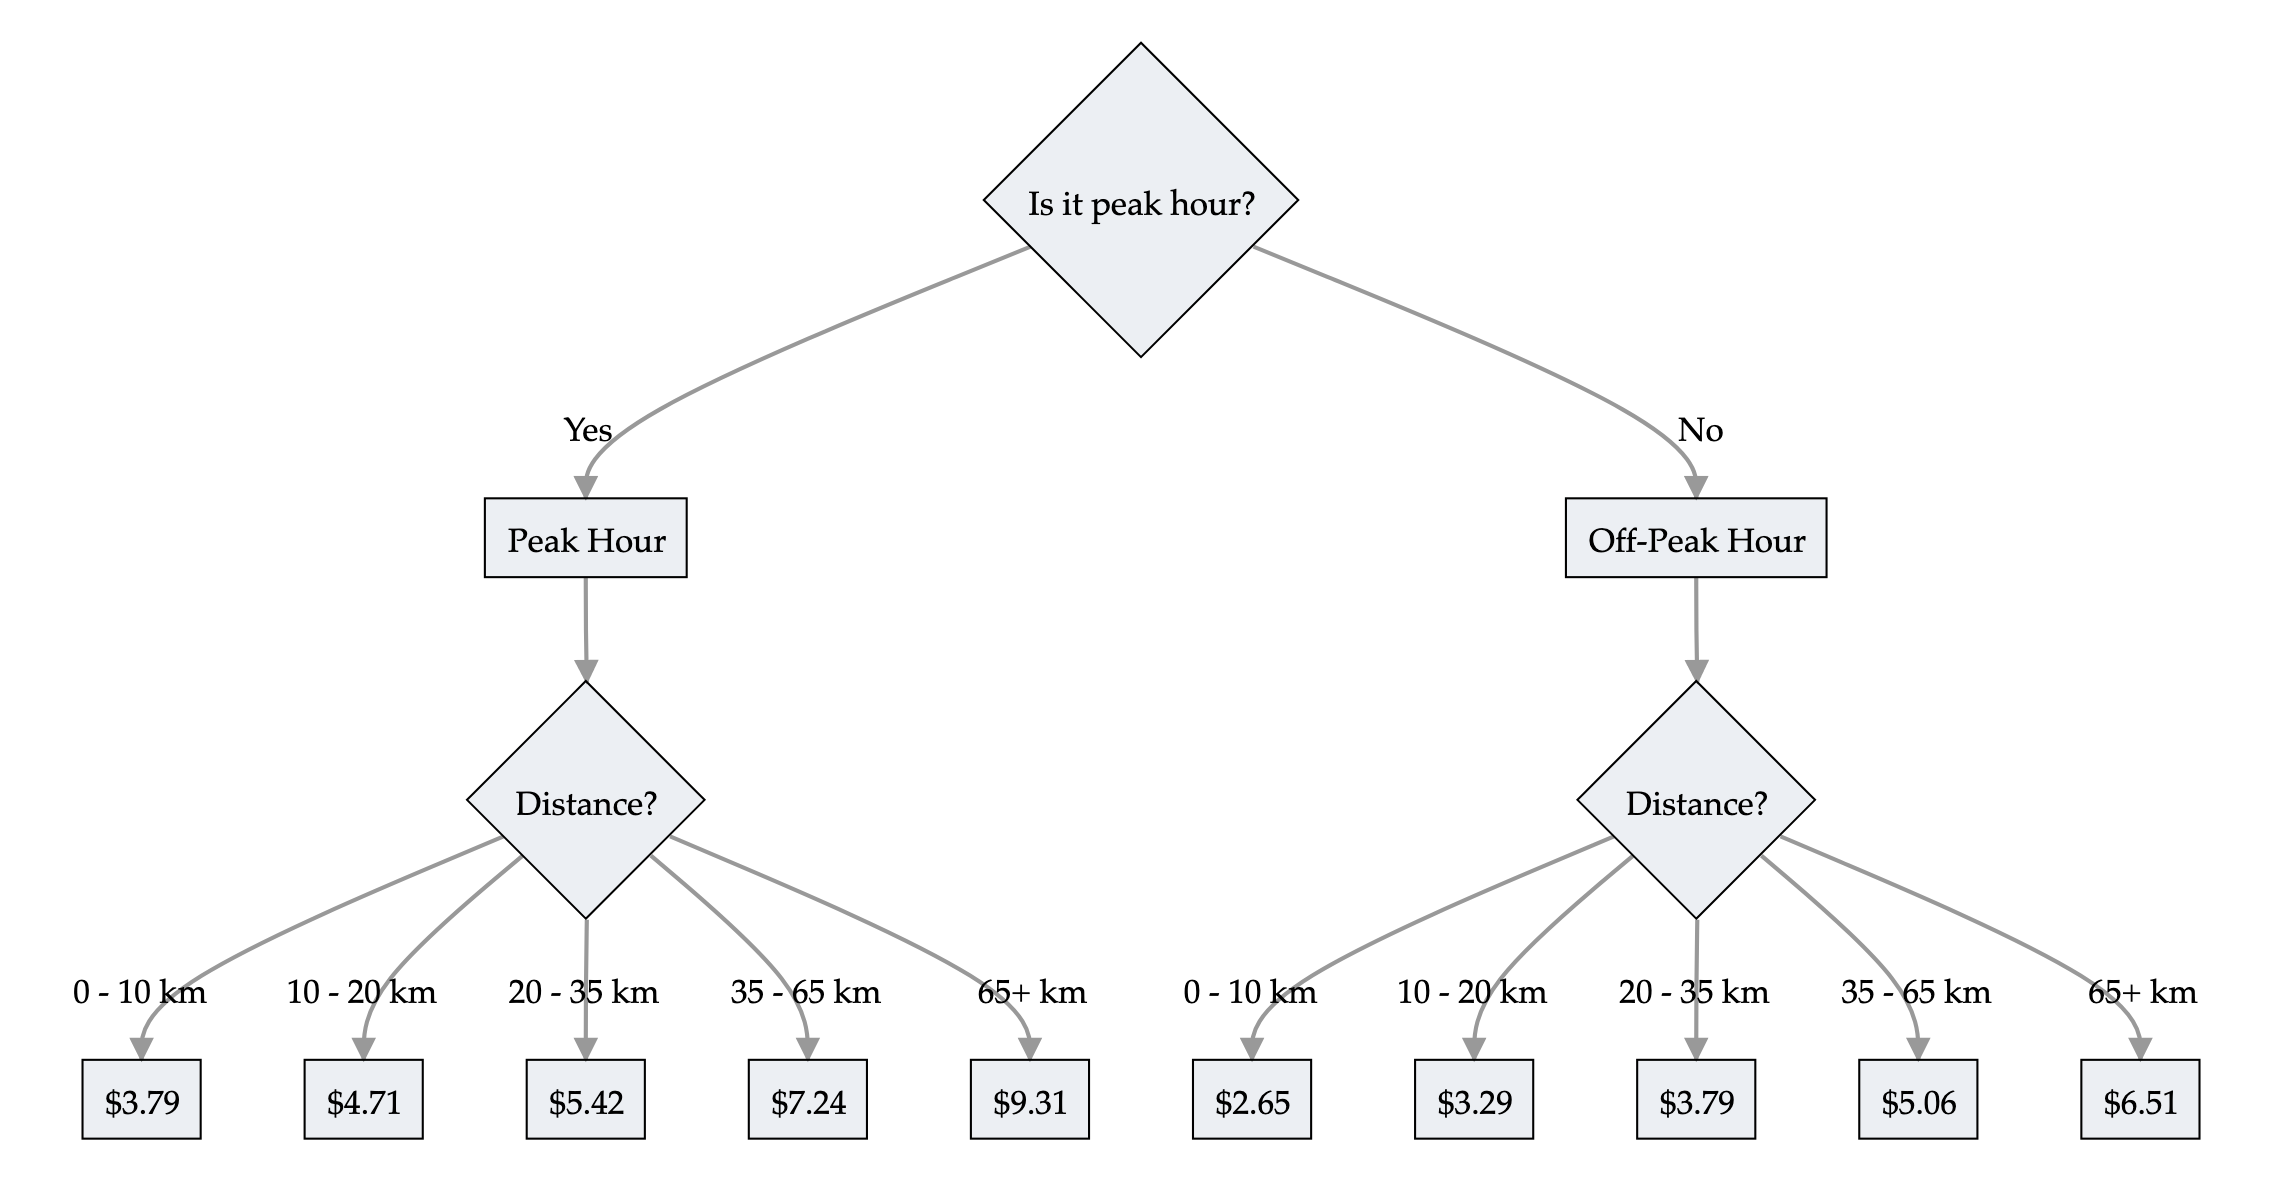 Is it peak hour?
Yes
No
Peak Hour
Off-Peak Hour
Distance?
Distance?
0 - 10 km
10 - 20 km
20 - 35 km
35 - 65 km
65+ km
0 - 10 km
10 - 20 km
20 - 35 km
35 - 65 km
65+ km
$3.79
$4.71
$5.42
$7.24
$9.31
$2.65
$3.29
$3.79
$5.06
$6.51